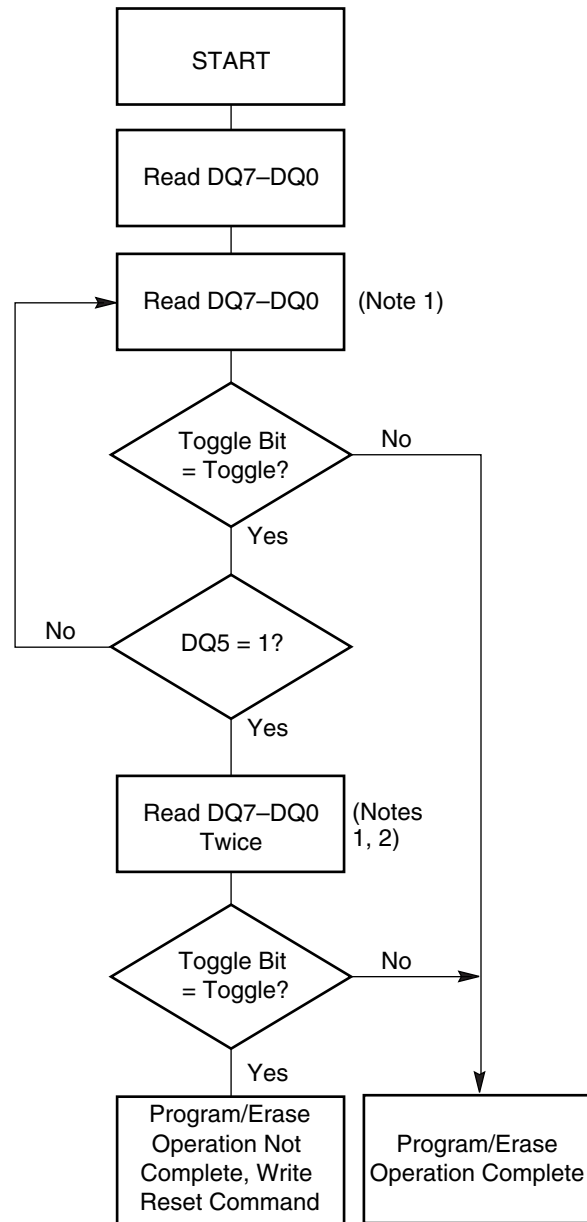 START
Read DQ7–DQ0
Read DQ7–DQ0
(Note 1)
Toggle Bit
= Toggle?
No
Yes
No
DQ5 = 1?
Yes
Read DQ7–DQ0
Twice
(Notes
1, 2)
Toggle Bit
= Toggle?
No
Yes
Program/Erase
Operation Not
Complete, Write
Reset Command
Program/Erase
Operation Complete